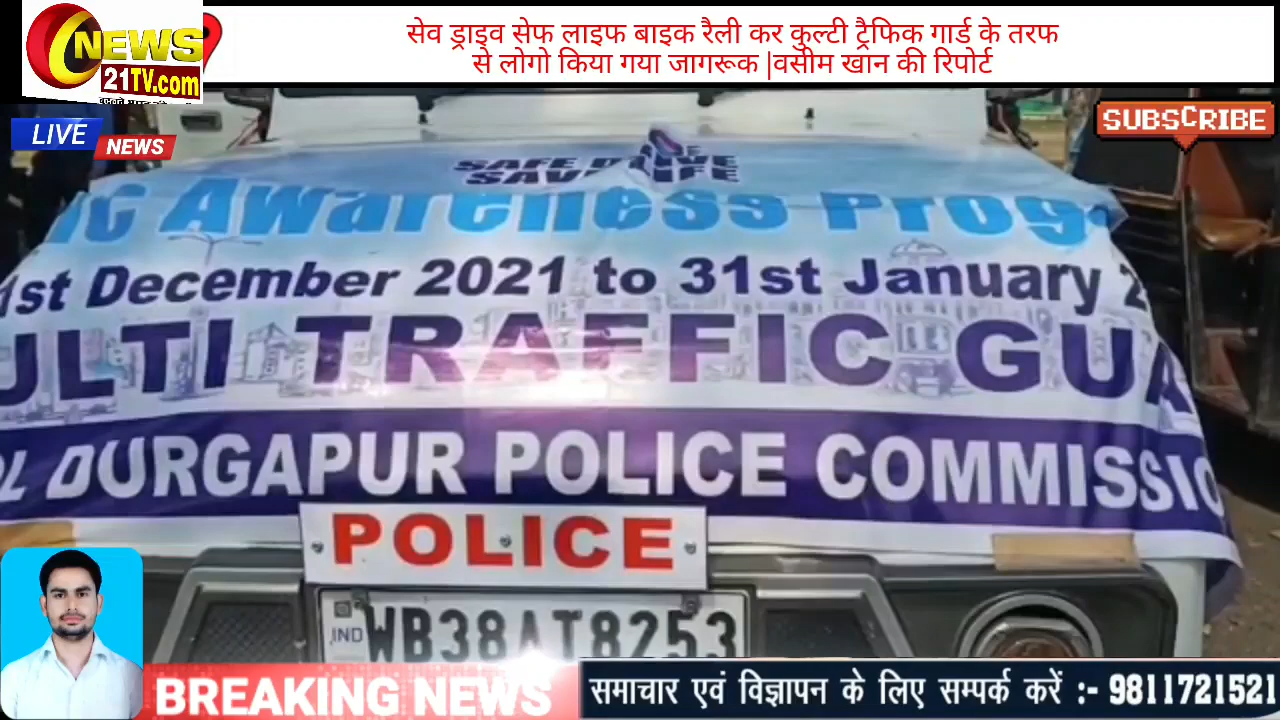 NEWS
21TV.com
सेव ड्राइव सेफ लाइफ बाइक रैली कर कुल्टी ट्रैफिक गार्ड के तरफ
से लोगो किया गया जागरूक |वसीम खान की रिपोर्ट
LIVE
NEWS
SUBSCRIBE
SAFE DRIVE
SAVE LIFE
IC Awareness Prog
1st December 2021 to 31st January 2
ULTI TRAFFIC GUA
OL DURGAPUR POLICE COMMISSIO
POLICE
IND WB38AT8253
BREAKING NEWS
समाचार एवं विज्ञापन के लिए सम्पर्क करें :- 9811721521